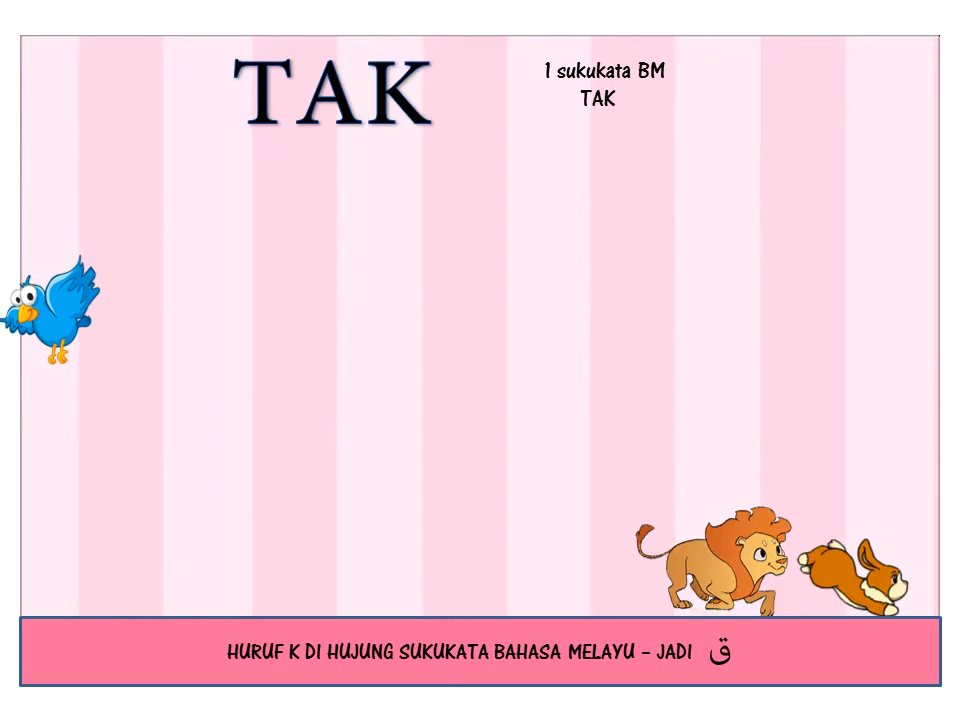 TAK
1 sukukata BM
TAK
HURUF K DI HUJUNG SUKUKATA BAHASA MELAYU – JADI ق